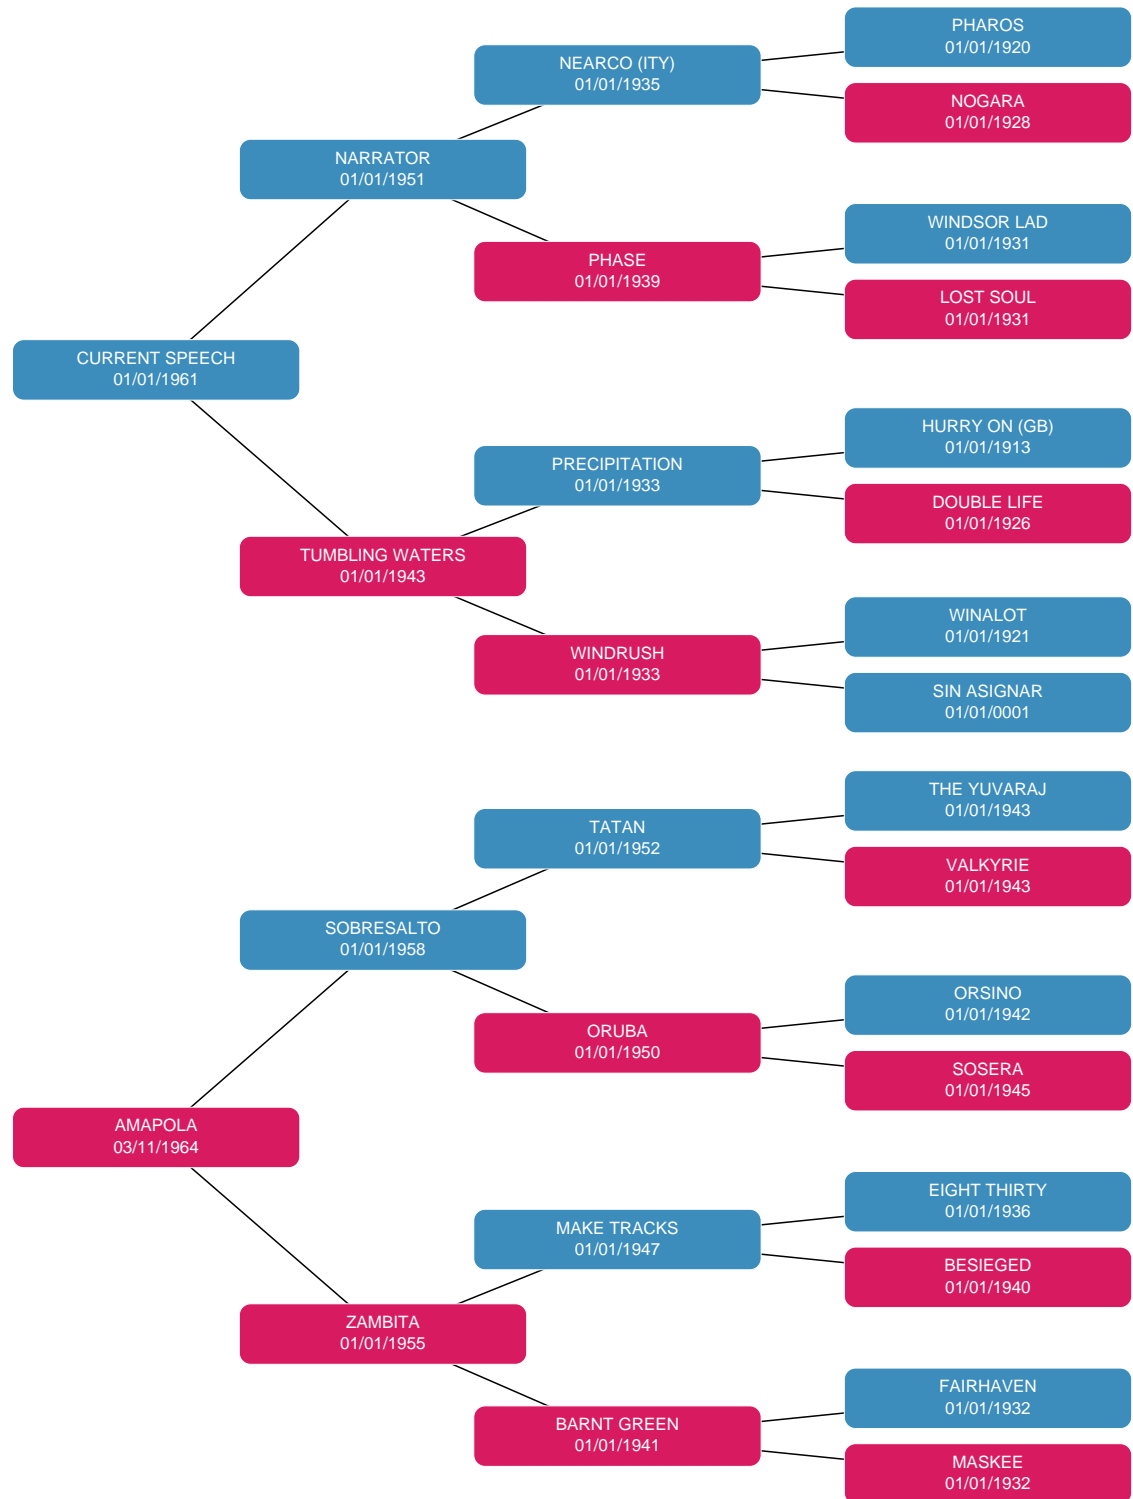 PHAROS
01/01/1920
NEARCO (ITY)
01/01/1935
NOGARA
01/01/1928
NARRATOR
01/01/1951
WINDSOR LAD
01/01/1931
PHASE
01/01/1939
LOST SOUL
01/01/1931
CURRENT SPEECH
01/01/1961
HURRY ON (GB)
01/01/1913
PRECIPITATION
01/01/1933
DOUBLE LIFE
01/01/1926
TUMBLING WATERS
01/01/1943
WINALOT
01/01/1921
WINDRUSH
01/01/1933
SIN ASIGNAR
01/01/0001
THE YUVARAJ
01/01/1943
TATAN
01/01/1952
VALKYRIE
01/01/1943
SOBRESALTO
01/01/1958
ORSINO
01/01/1942
ORUBA
01/01/1950
SOSERA
01/01/1945
AMAPOLA
03/11/1964
EIGHT THIRTY
01/01/1936
MAKE TRACKS
01/01/1947
BESIEGED
01/01/1940
ZAMBITA
01/01/1955
FAIRHAVEN
01/01/1932
BARNT GREEN
01/01/1941
MASKEE
01/01/1932